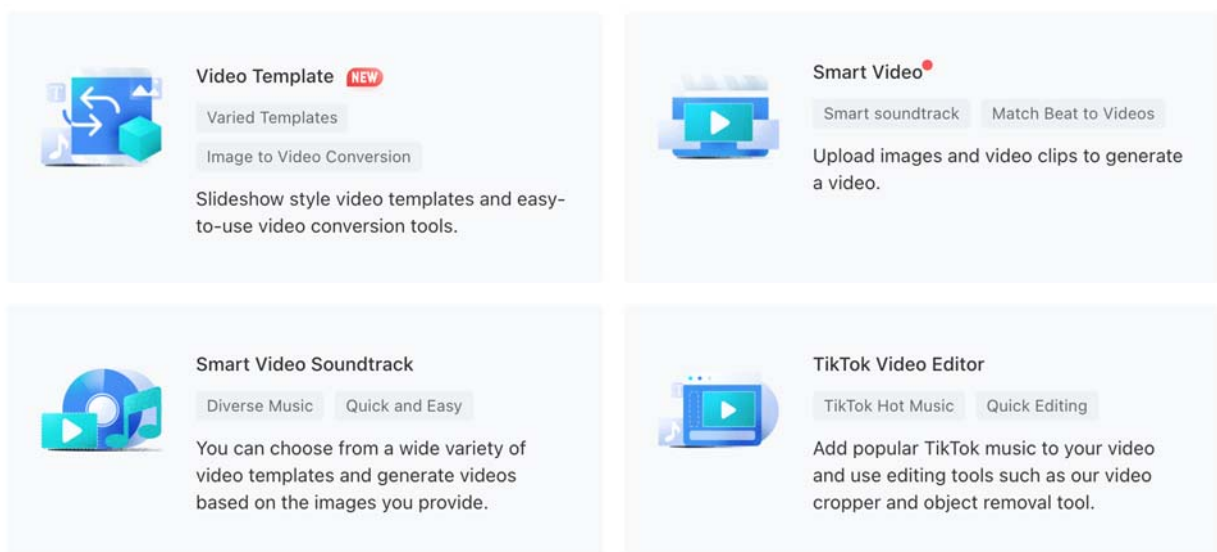 Video Template NEW
Varied Templates
Image to Video Conversion
Slideshow style video templates and easy-
to-use video conversion tools.
Smart Video
Smart soundtrack Match Beat to Videos
Upload images and video clips to generate
a video.
Smart Video Soundtrack
Diverse Music Quick and Easy
You can choose from a wide variety of
video templates and generate videos
based on the images you provide.
TikTok Video Editor
TikTok Hot Music Quick Editing
Add popular TikTok music to your video
and use editing tools such as our video
cropper and object removal tool.